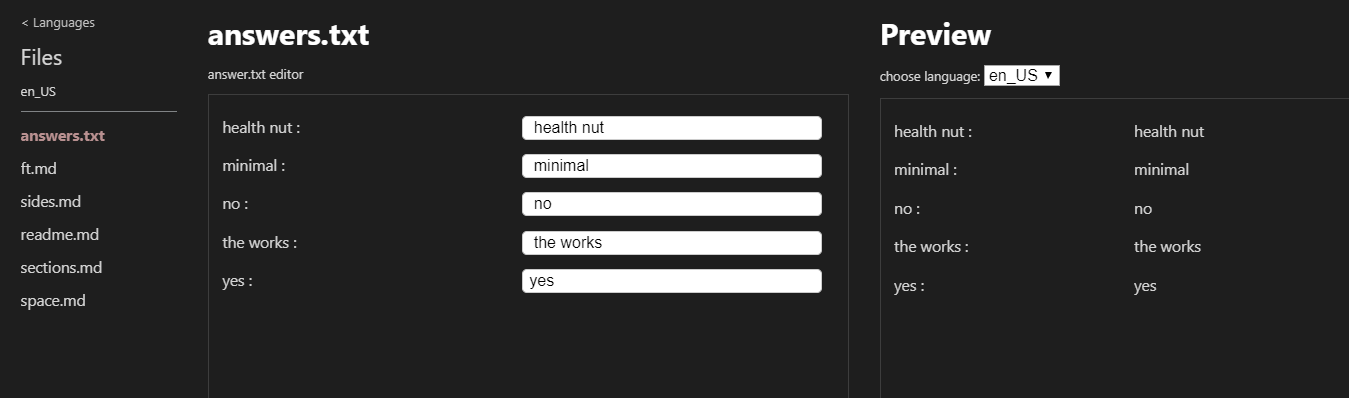 < Languages
Files
en_US
answers.txt
ft.md
sides.md
readme.md
sections.md
space.md
answers.txt
answer.txt editor
health nut : health nut
minimal : minimal
no : no
the works : the works
yes : yes
Preview
choose language: en_US
health nut : health nut
minimal : minimal
no : no
the works : the works
yes : yes